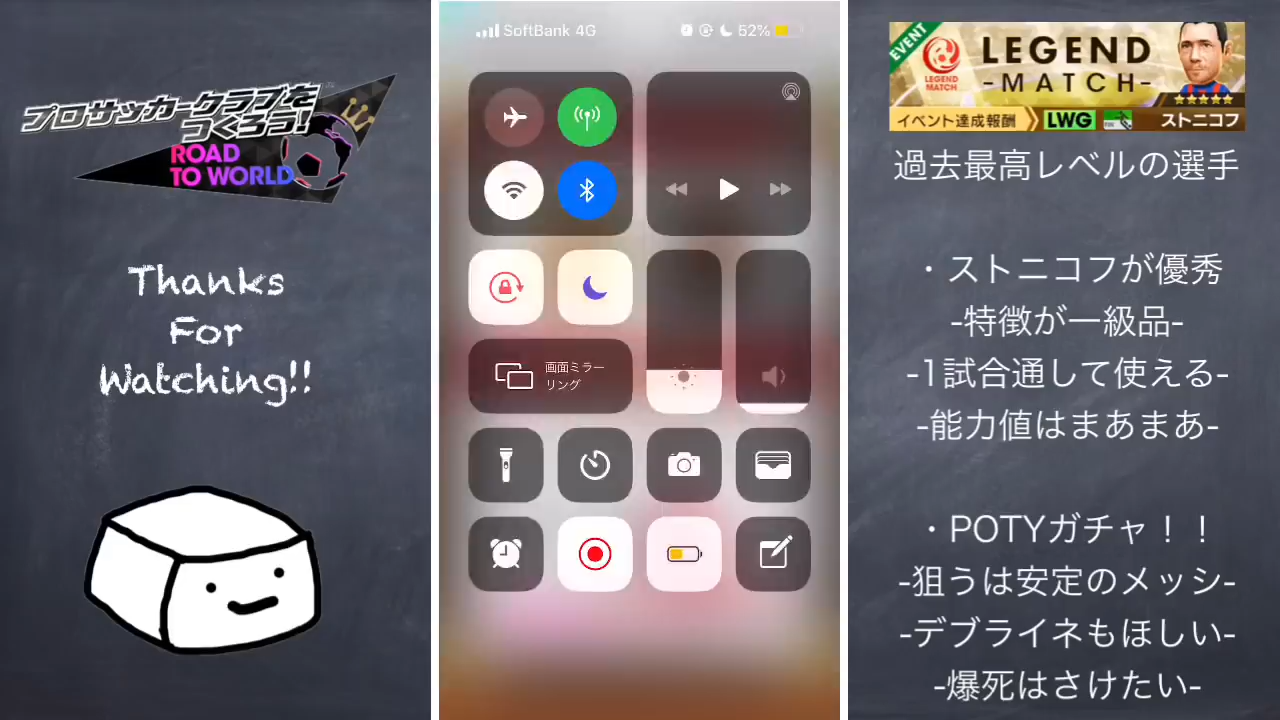 プロサッカークラブを
つくろう!
ROAD
TO WORLD
Thanks
For
Watching!!
SoftBank 4G
52%
画面ミラー
リング
EVENT
LEGEND
MATCH
LEGEND
-MATCH-
★★★★★
イベント達成報酬
LWG
ストニコフ
過去最高レベルの選手
・ストニコフが優秀
-特徴が一級品-
-1試合通して使える-
-能力値はまあまあ-
・POTYガチャ！！
-狙うは安定のメッシ-
-デブライネもほしい-
-爆死はさけたい-